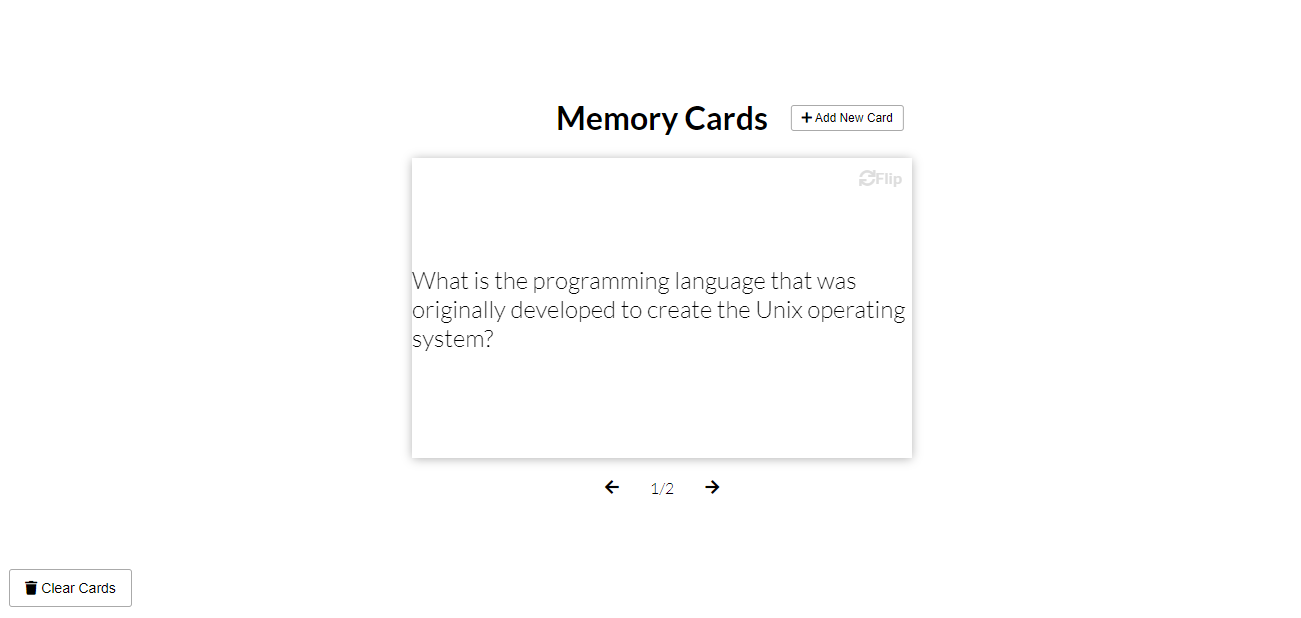 Memory Cards
Add New Card
Flip
What is the programming language that was
originally developed to create the Unix operating
system?
1/2
Clear Cards